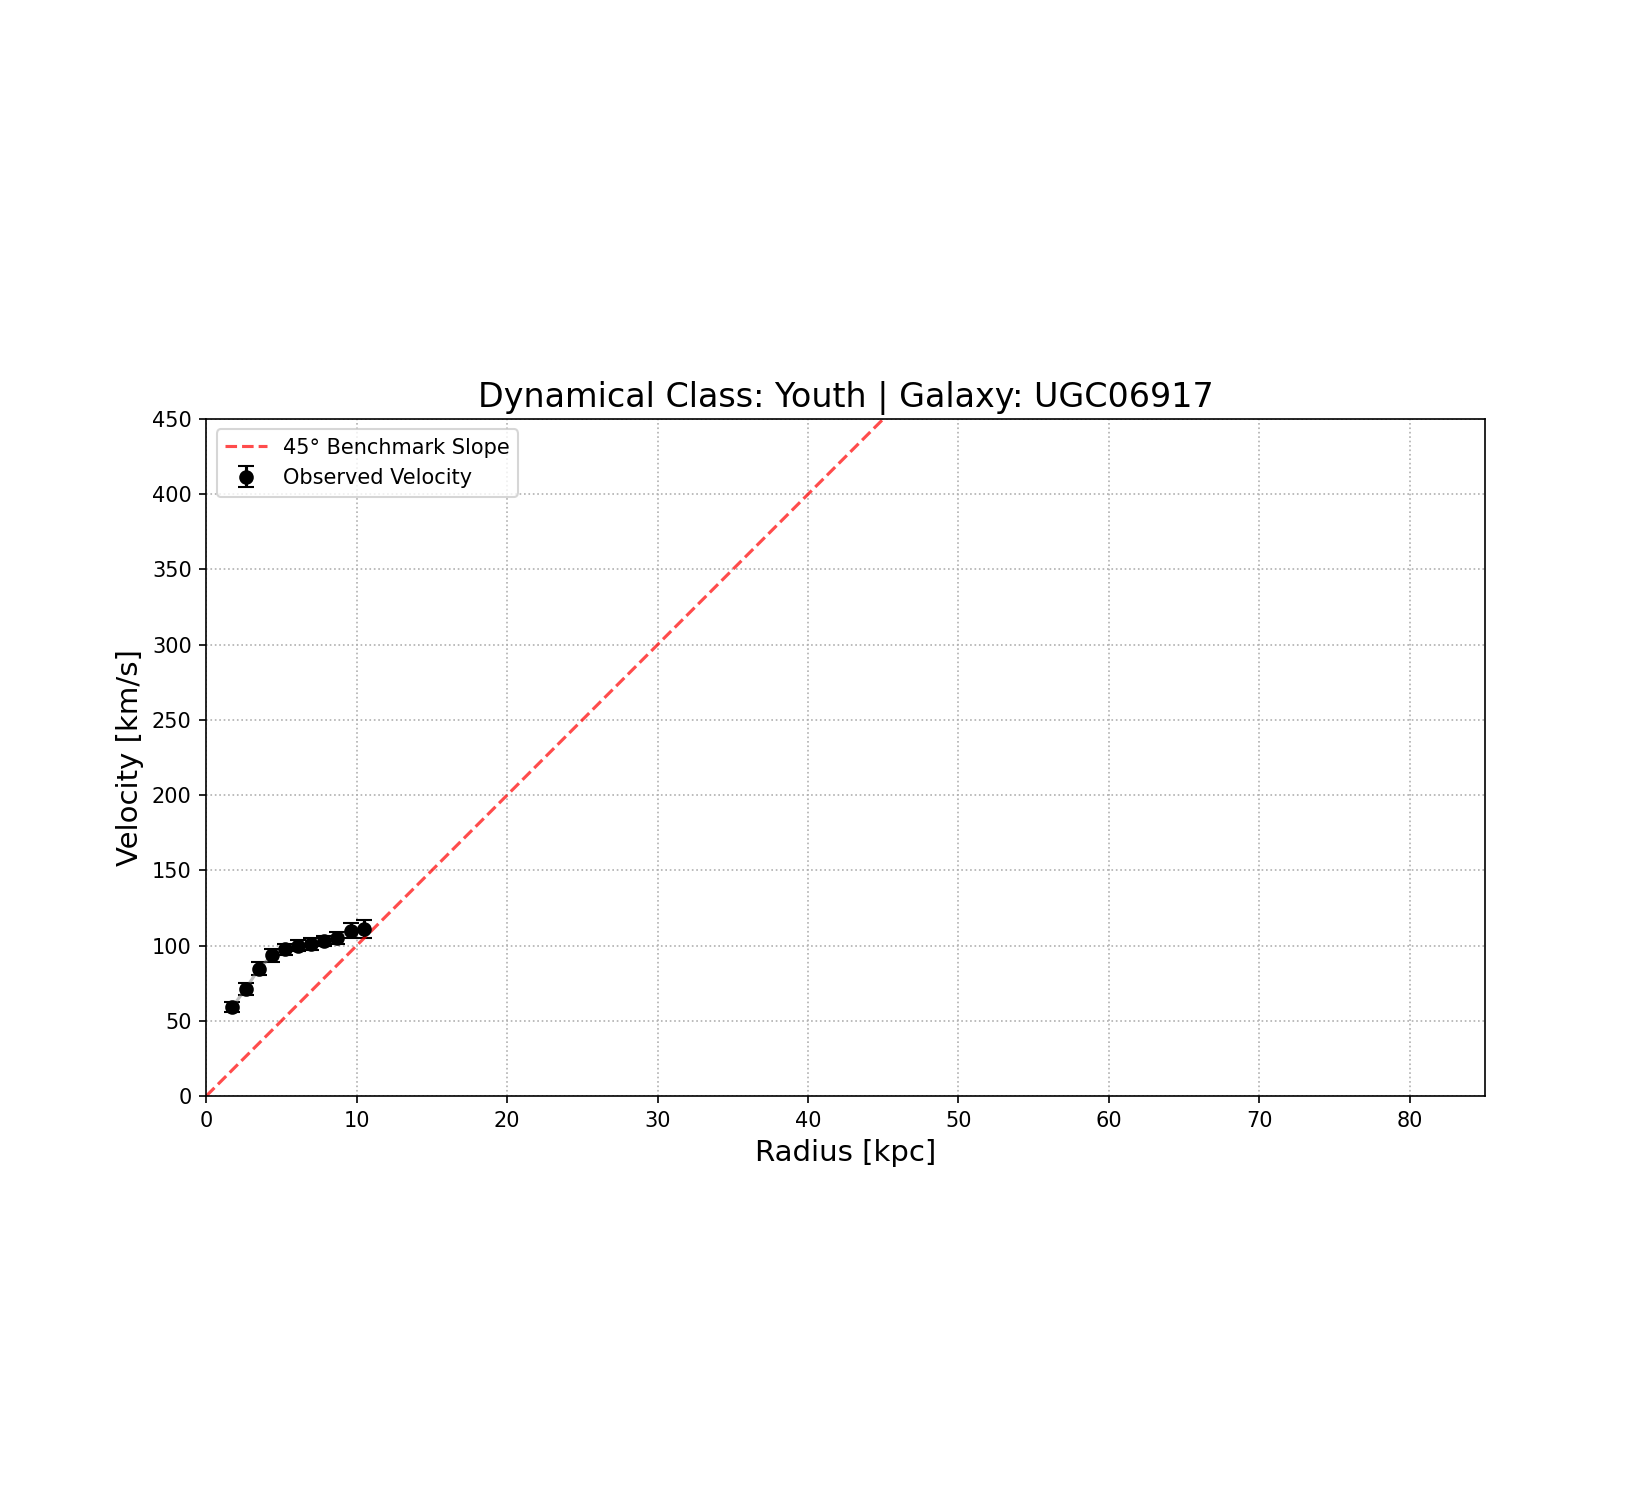 Dynamical Class: Youth | Galaxy: UGC06917
45° Benchmark Slope
Observed Velocity
Velocity [km/s]
450
400
350
300
250
200
150
100
50
0
0 10 20 30 40 50 60 70 80
Radius [kpc]